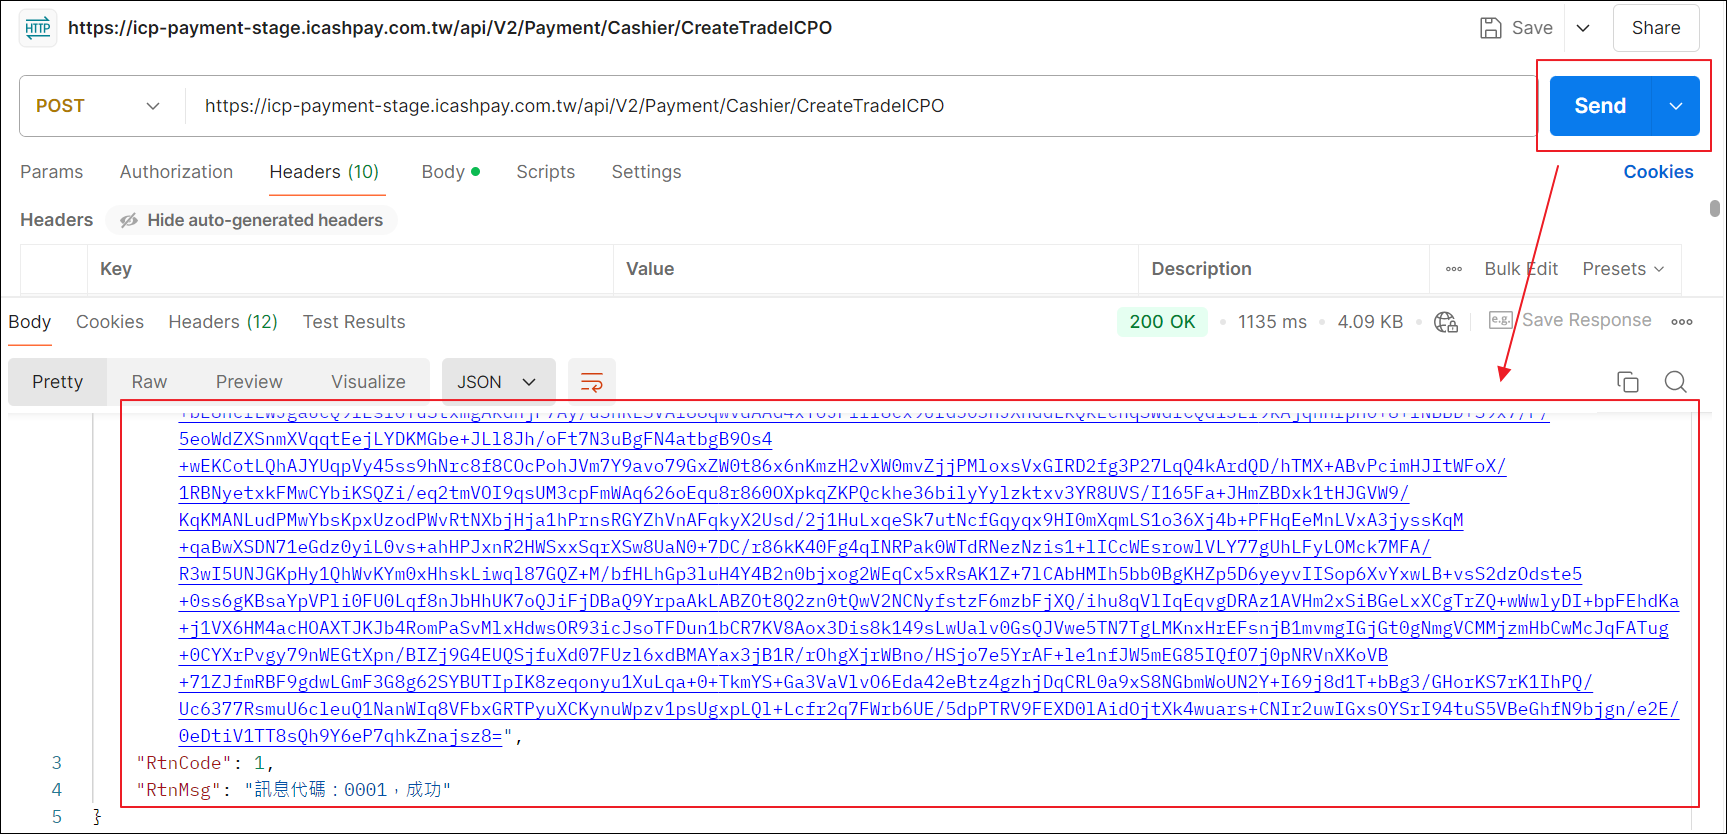 HTTP https://icp-payment-stage.icashpay.com.tw/api/V2/Payment/Cashier/CreateTradeICPO Save Share
POST https://icp-payment-stage.icashpay.com.tw/api/V2/Payment/Cashier/CreateTradeICPO Send
Params Authorization Headers (10) Body Scripts Settings Cookies
Headers Hide auto-generated headers
Key Value Description Bulk Edit Presets
Body Cookies Headers (12) Test Results 200 OK 1135 ms 4.09 KB e.g. Save Response
Pretty Raw Preview Visualize JSON
5eoWdZXSnmXVqqtEejLYDKMGbe+JLl8Jh/oFt7N3uBgFN4atbgB9Os4
+wEKCotLQhAJYUqpVy45ss9hNrc8f8COcPohJVm7Y9avo79GxZW0t86x6nKmzH2vXW0mvZjjPMloxsVxGIRD2fg3P27LqQ4kArdQD/hTMX+ABvPcimHJItWFoX/
1RBNyetxkFMwCYbiKSQZi/eq2tmVOI9qsUM3cpFmWAq626oEqu8r860OXpkqZKPQckhe36bilyYylzktxv3YR8UVS/I165Fa+JHmZBDxk1tHJGVW9/
KqKMANLudPMwYbsKpxUzodPWvRtNXbjHja1hPrnsRGYZhVnAFqkyX2Usd/2j1HuLxqeSk7utNcfGqyqx9HI0mXqmLS1o36Xj4b+PFHqEeMnLVxA3jyssKqM
+qaBwXSDN71eGdz0yiL0vs+ahHPJxnR2HWSxxSqrXSw8UaN0+7DC/r86kK40Fg4qINRPak0WTdRNezNzis1+lICcWEsrowlVLY77gUhLFyLOMck7MFA/
R3wI5UNJGKpHy1QhWvKYm0xHhskLiwql87GQZ+M/bfHLhGp3luH4Y4B2n0bjxog2WEqCx5xRsAK1Z+7lCAbHMIh5bb0BgKHZp5D6yeyvIISop6XvYxwLB+vsS2dzOdste5
+0ss6gKBsaYpVPli0FU0Lqf8nJbHhUK7oQJiFjDBaQ9YrpaAkLABZOt8Q2zn0tQwV2NCNyfstzF6mzbFjXQ/ihu8qVlIqEqvgDRAz1AVHm2xSiBGeLxXCgTrZQ+wWwlyDI+bpFEhdKa
+j1VX6HM4acHOAXTJKJb4RomPaSvMlxHdwsOR93icJsoTFDun1bCR7KV8Aox3Dis8k149sLwUalv0GsQJVwe5TN7TgLMKnxHrEFsnjB1mvmgIGjGt0gNmgVCMMjzmHbCwMcJqFATug
+0CYXrPvgy79nWEGtXpn/BIZj9G4EUQSjfuXd07FUzl6xdBMAYax3jB1R/rOhgXjrWBno/HSjo7e5YrAF+le1nfJW5mEG85IQfO7j0pNRVnXKoVB
+71ZJfmRBF9gdwLGmF3G8g62SYBUTIpIK8zeqonyu1XuLqa+0+TkmYS+Ga3VaVlvO6Eda42eBtz4gzhjDqCRL0a9xS8NGbmWoUN2Y+I69j8d1T+bBg3/GHorKS7rK1IhPQ/
Uc6377RsmuU6cleuQ1NanWIq8VFbxGRTPyuXCKynuWpzv1psUgxpLQl+Lcfr2q7FWrb6UE/5dpPTRV9FEXD0lAidOjtXk4wuars+CNIr2uwIGxsOYSrI94tuS5VBeGhfN9bjgn/e2E/
0eDtiV1TT8sQh9Y6eP7qhkZnajsz8=",
3 "RtnCode": 1,
4 "RtnMsg": "訊息代碼：0001，成功"
5 }